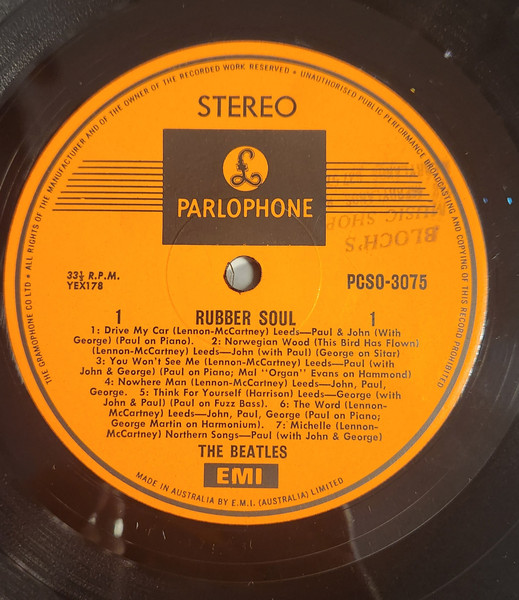 THE GRAMOPHONE CO LTD • ALL RIGHTS OF THE MANUFACTURER AND OF THE OWNER OF THE RECORDED WORK RESERVED • UNAUTHORISED PUBLIC PERFORMANCE BROADCASTING AND COPYING OF THIS RECORD PROHIBITED
STEREO
£
PARLOPHONE
MUSIC SHOP
BLOCH'S
33⅓ R.P.M.
YEX178
PCSO-3075
1 RUBBER SOUL 1
1: Drive My Car (Lennon-McCartney) Leeds—Paul & John (With
George) (Paul on Piano). 2: Norwegian Wood (This Bird Has Flown)
(Lennon-McCartney) Leeds—John (with Paul) (George on Sitar)
3: You Won't See Me (Lennon-McCartney) Leeds—Paul (with
John & George) (Paul on Piano; Mal "Organ" Evans on Hammond)
4: Nowhere Man (Lennon-McCartney) Leeds—John, Paul,
George. 5: Think For Yourself (Harrison) Leeds—George (with
John & Paul) (Paul on Fuzz Bass). 6: The Word (Lennon-
McCartney) Leeds—John, Paul, George (Paul on Piano;
George Martin on Harmonium). 7: Michelle (Lennon-
McCartney) Northern Songs—Paul (with John & George)
THE BEATLES
EMI
MADE IN AUSTRALIA BY E.M.I. (AUSTRALIA) LIMITED